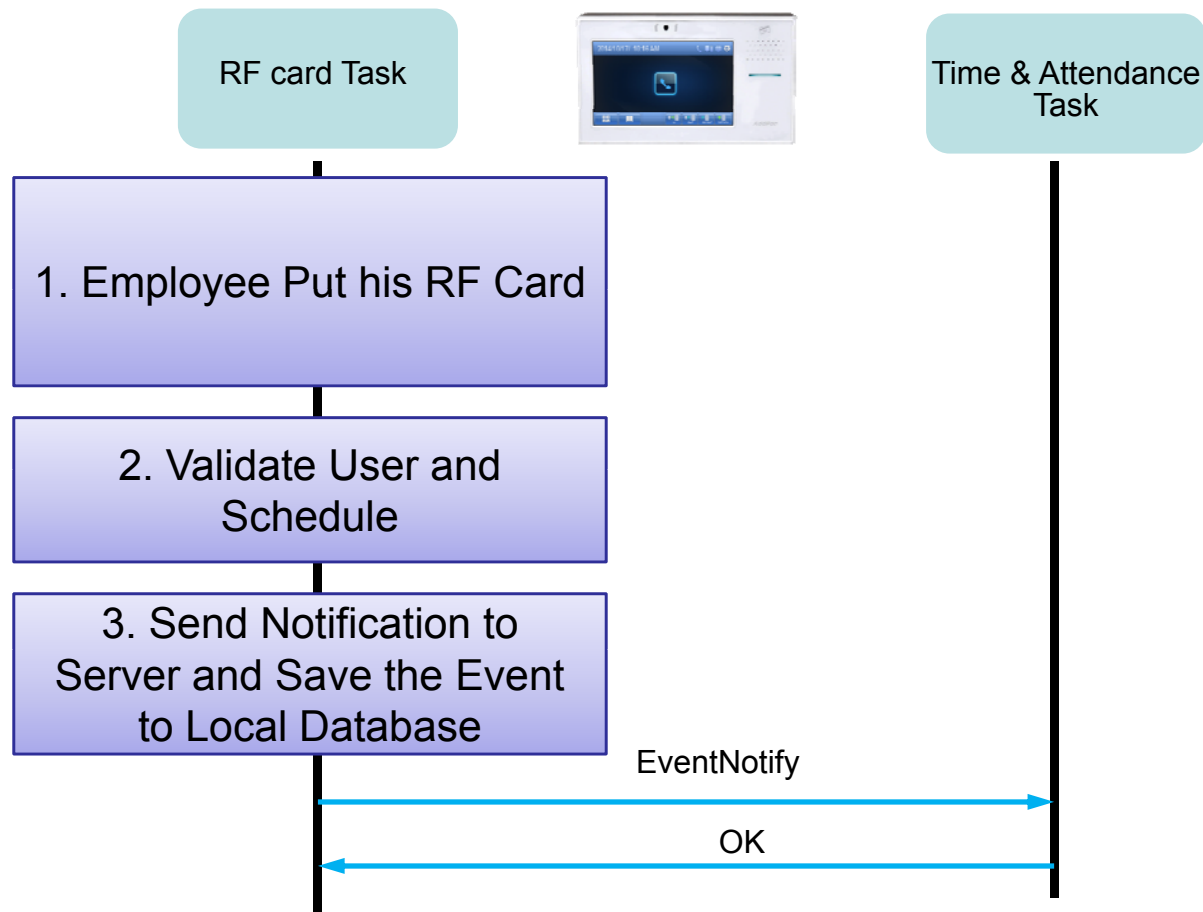 RF card Task
Time & Attendance
Task
1. Employee Put his RF Card
2. Validate User and
Schedule
3. Send Notification to
Server and Save the Event
to Local Database
EventNotify
OK